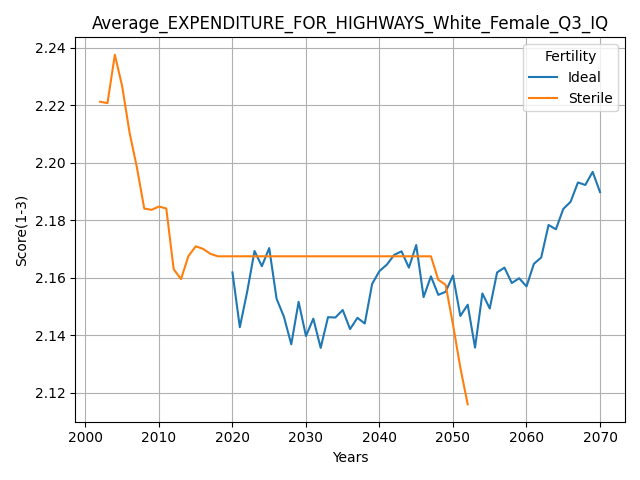 Average_EXPENDITURE_FOR_HIGHWAYS_White_Female_Q3_IQ
Fertility
Ideal
Sterile
Score(1-3)
2.24
2.22
2.20
2.18
2.16
2.14
2.12
2000
2010
2020
2030
2040
2050
2060
2070
Years